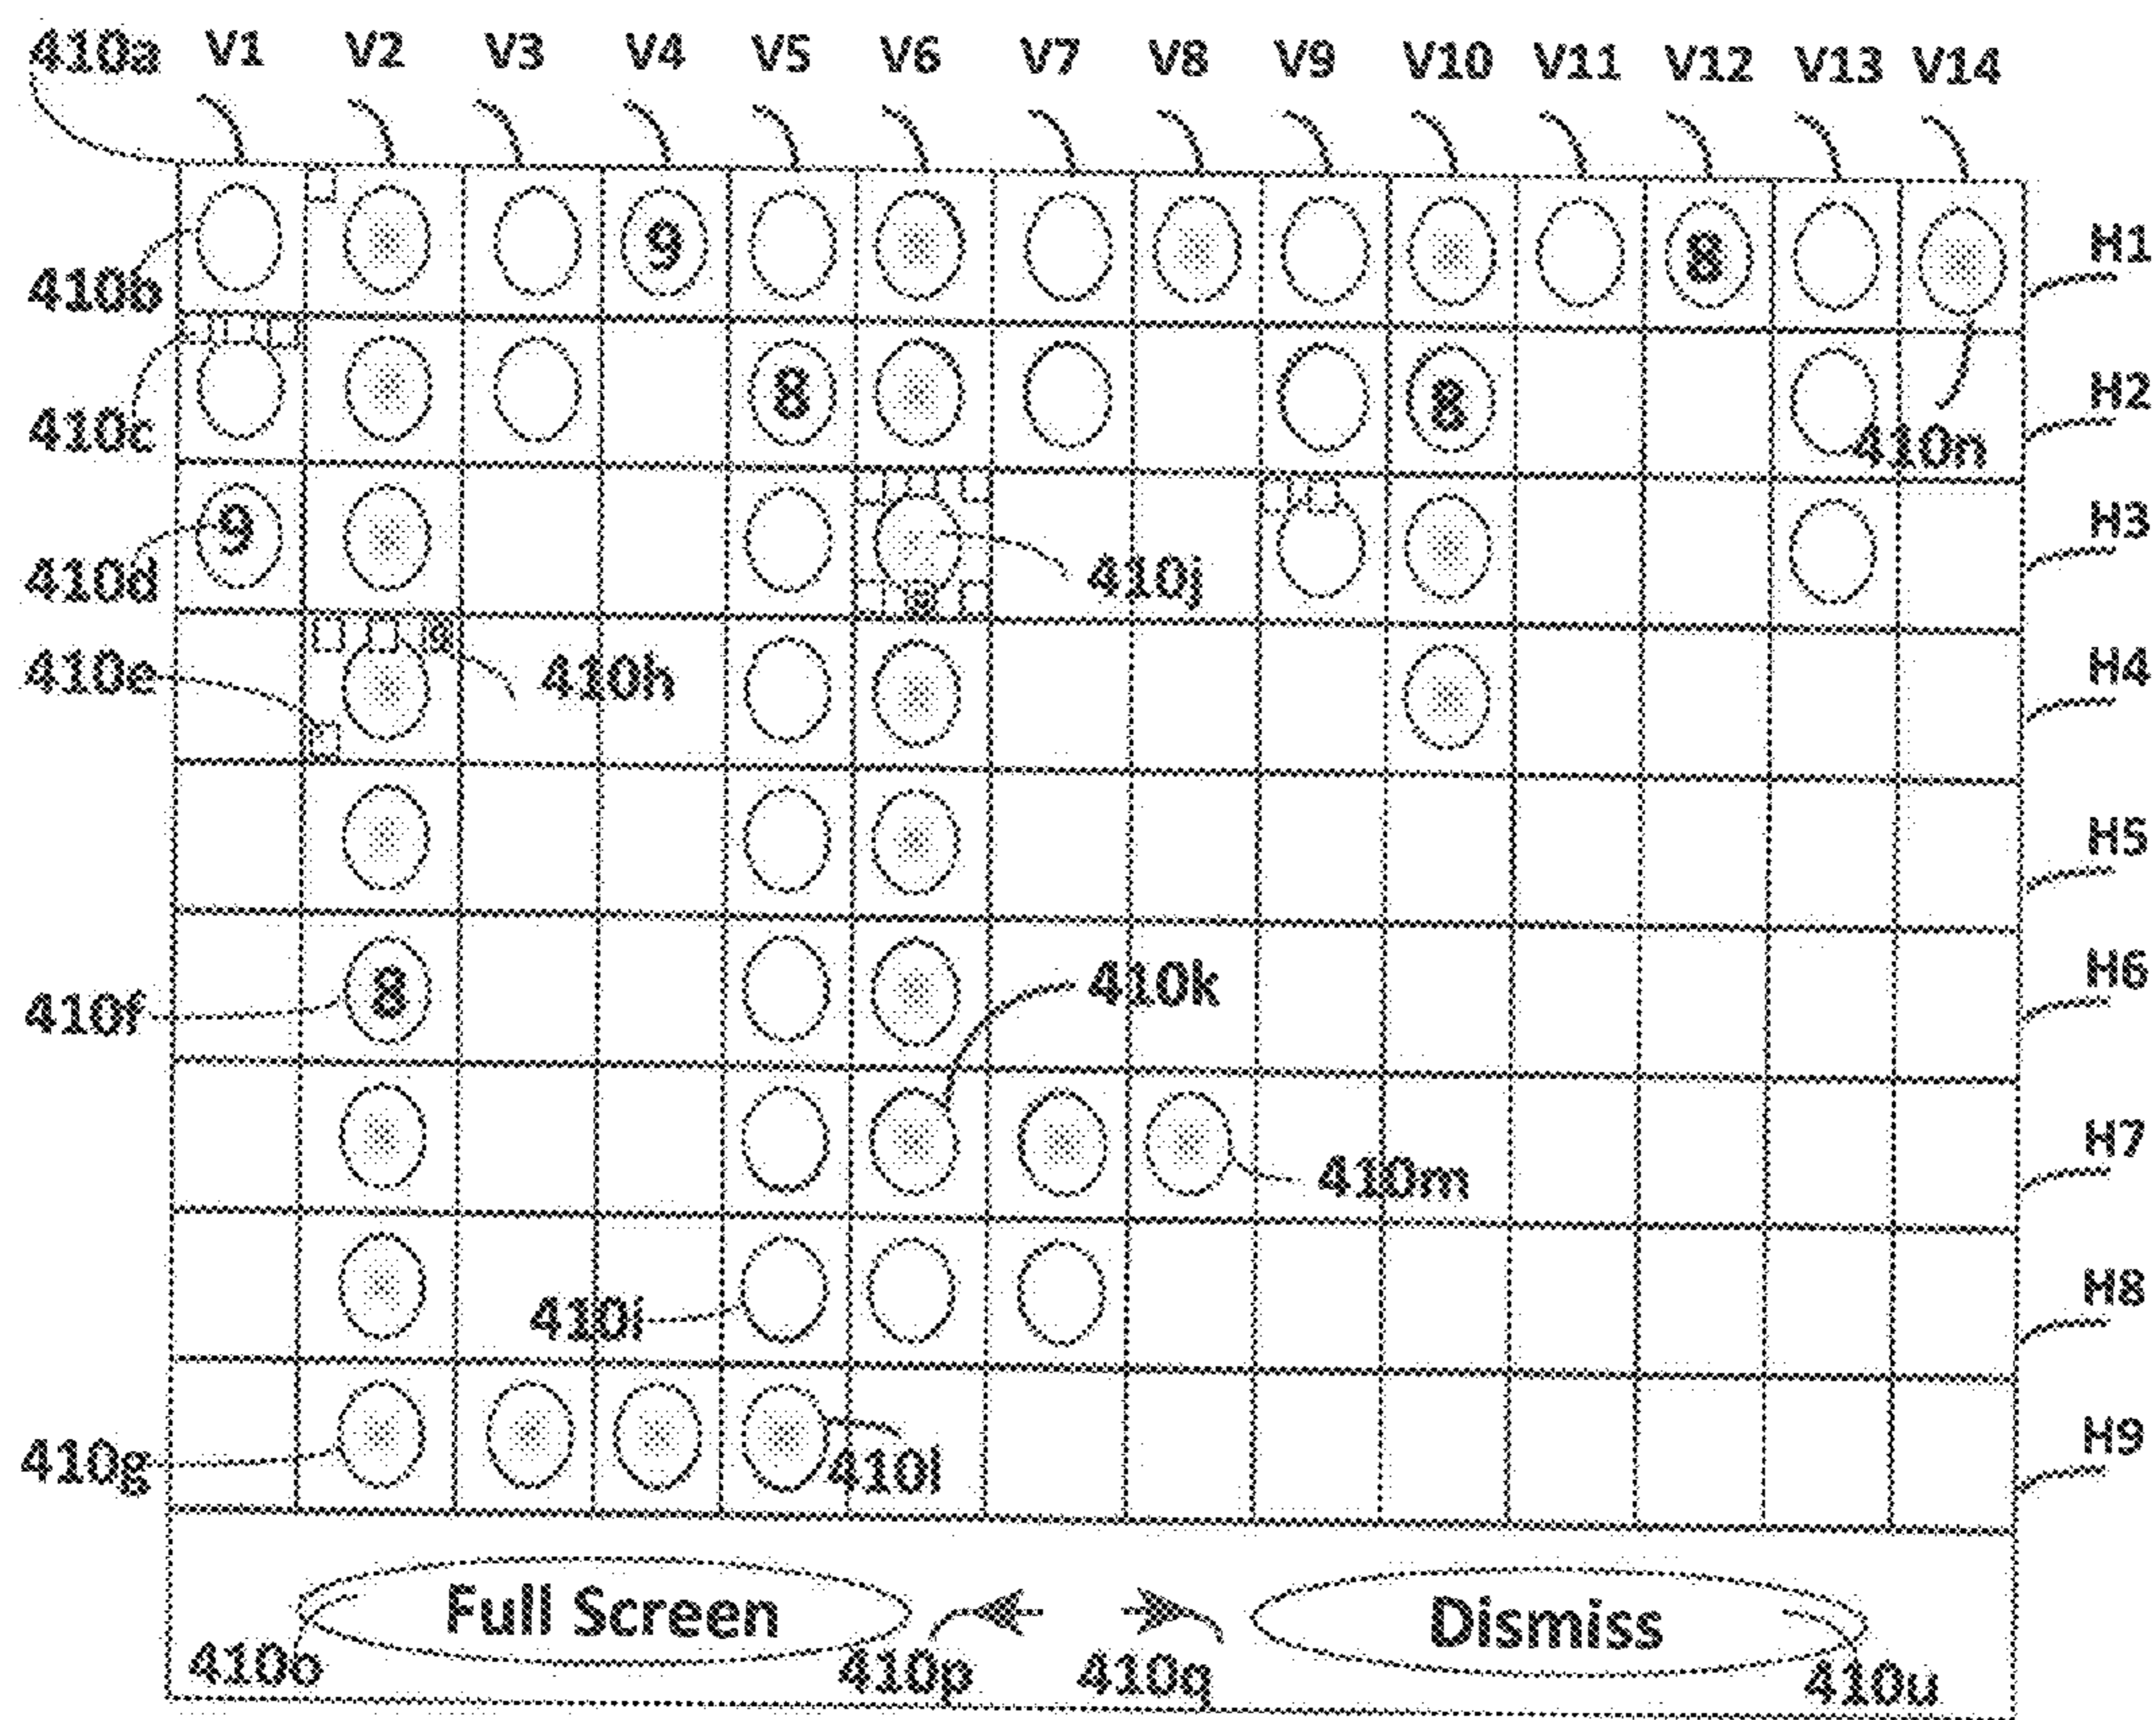 410a V1 V2 V3 V4 V5 V6 V7 V8 V9 V10 V11 V12 V13 V14
9 8 H1
410b
8 8 H2
410c 410n
9 H3
410d 410j
410e 410h H4
H5
8 410k H6
410f
410m H7
410i H8
410g 410l H9
Full Screen Dismiss
410o 410p 410q 410u